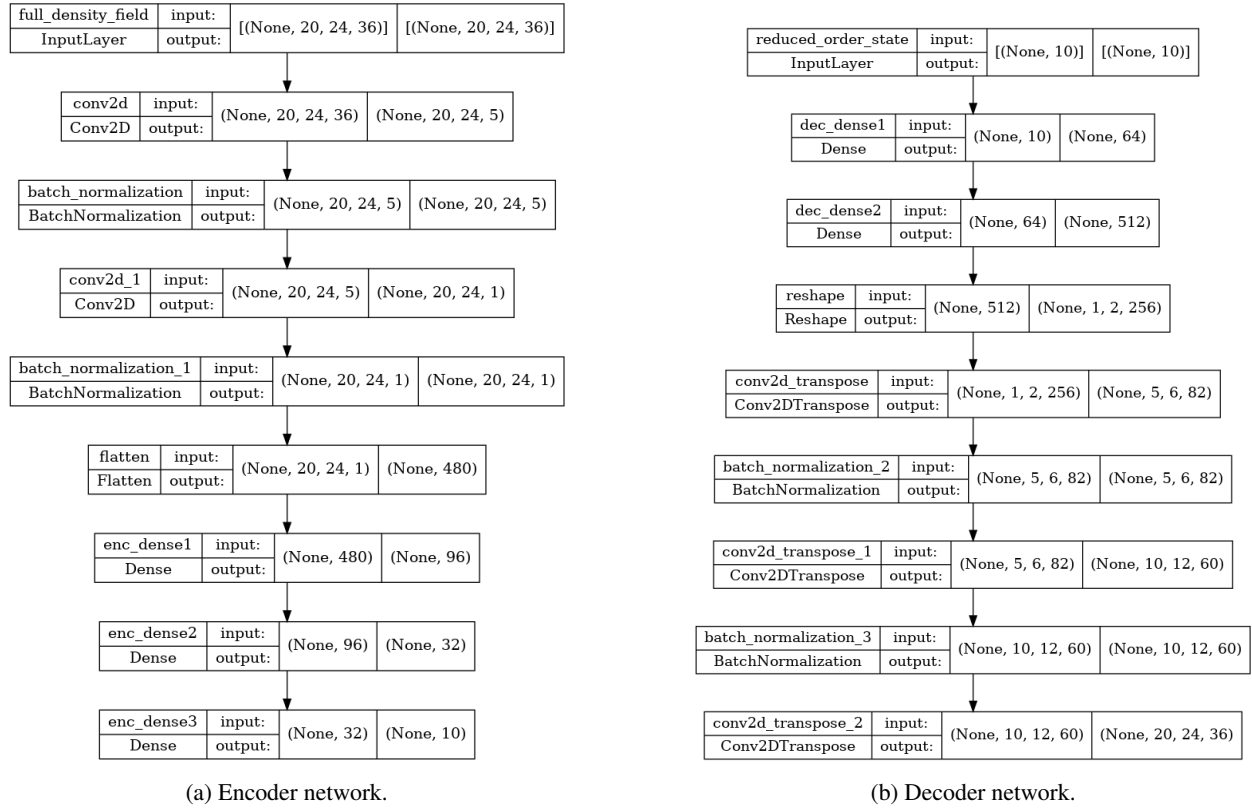 full_density_field input: [(None, 20, 24, 36)] [(None, 20, 24, 36)]
InputLayer output:
conv2d input: (None, 20, 24, 36) (None, 20, 24, 5)
Conv2D output:
batch_normalization input: (None, 20, 24, 5) (None, 20, 24, 5)
BatchNormalization output:
conv2d_1 input: (None, 20, 24, 5) (None, 20, 24, 1)
Conv2D output:
batch_normalization_1 input: (None, 20, 24, 1) (None, 20, 24, 1)
BatchNormalization output:
flatten input: (None, 20, 24, 1) (None, 480)
Flatten output:
enc_dense1 input: (None, 480) (None, 96)
Dense output:
enc_dense2 input: (None, 96) (None, 32)
Dense output:
enc_dense3 input: (None, 32) (None, 10)
Dense output:
(a) Encoder network.
reduced_order_state input: [(None, 10)] [(None, 10)]
InputLayer output:
dec_dense1 input: (None, 10) (None, 64)
Dense output:
dec_dense2 input: (None, 64) (None, 512)
Dense output:
reshape input: (None, 512) (None, 1, 2, 256)
Reshape output:
conv2d_transpose input: (None, 1, 2, 256) (None, 5, 6, 82)
Conv2DTranspose output:
batch_normalization_2 input: (None, 5, 6, 82) (None, 5, 6, 82)
BatchNormalization output:
conv2d_transpose_1 input: (None, 5, 6, 82) (None, 10, 12, 60)
Conv2DTranspose output:
batch_normalization_3 input: (None, 10, 12, 60) (None, 10, 12, 60)
BatchNormalization output:
conv2d_transpose_2 input: (None, 10, 12, 60) (None, 20, 24, 36)
Conv2DTranspose output:
(b) Decoder network.